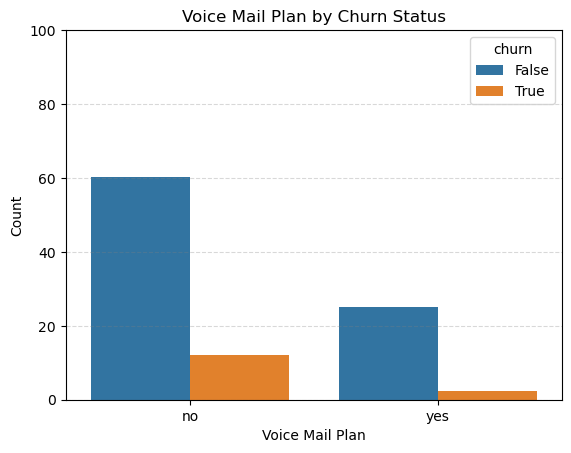 Voice Mail Plan by Churn Status
100
80
60
40
20
0
Count
churn
False
True
no
yes
Voice Mail Plan